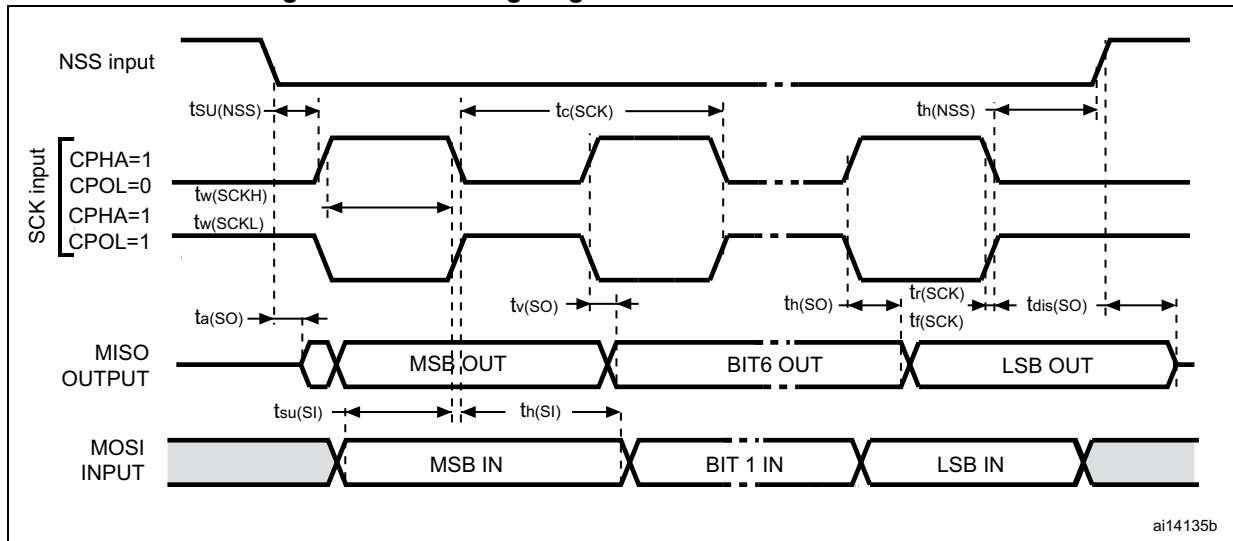 NSS input
tSU(NSS)
tc(SCK)
th(NSS)
SCK input
CPHA=1
CPOL=0
tw(SCKH)
CPHA=1
tw(SCKL)
CPOL=1
ta(SO)
tv(SO)
th(SO)
tr(SCK)
tf(SCK)
tdis(SO)
MISO
OUTPUT
MSB OUT
BIT6 OUT
LSB OUT
tsu(SI)
th(SI)
MOSI
INPUT
MSB IN
BIT 1 IN
LSB IN
ai14135b